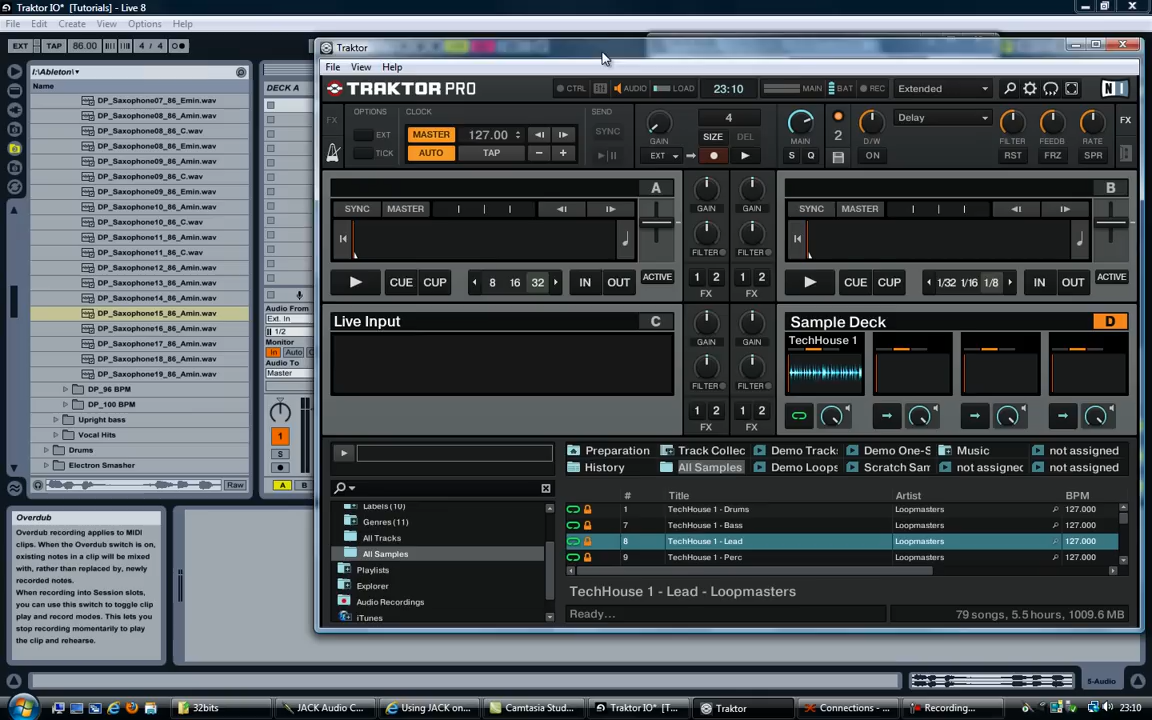 Traktor IO* [Tutorials] - Live 8
File Edit Create View Options Help
EXT TAP 86.00 4 / 4
I:\Ableton\
Name
DP_Saxophone07_86_Emin.wav
DP_Saxophone08_86_Amin.wav
DP_Saxophone08_86_C.wav
DP_Saxophone08_86_Emin.wav
DP_Saxophone09_86_Amin.wav
DP_Saxophone09_86_C.wav
DP_Saxophone09_86_Emin.wav
DP_Saxophone10_86_Amin.wav
DP_Saxophone10_86_C.wav
DP_Saxophone11_86_Amin.wav
DP_Saxophone11_86_C.wav
DP_Saxophone12_86_Amin.wav
DP_Saxophone13_86_Amin.wav
DP_Saxophone14_86_Amin.wav
DP_Saxophone15_86_Amin.wav
DP_Saxophone16_86_Amin.wav
DP_Saxophone17_86_Amin.wav
DP_Saxophone18_86_Amin.wav
DP_Saxophone19_86_Amin.wav
DP_96 BPM
DP_100 BPM
Upright bass
Vocal Hits
Drums
Electron Smasher
Raw
DECK A
Audio From
Ext. In
1/2
Monitor
In Auto
Audio To
Master
1
S
A B
Overdub
Overdub recording applies to MIDI
clips. When the Overdub switch is on,
existing notes in a clip will be mixed
with, rather than replaced by, newly
recorded notes.
When recording into Session slots,
you can use this switch to toggle clip
play and record modes. This lets you
stop recording momentarily to play
the clip and rehearse.
Traktor
File View Help
TRAKTOR PRO CTRL AUDIO LOAD 23:10 MAIN BAT REC Extended
FX OPTIONS CLOCK SEND
EXT MASTER 127.00 SYNC
TICK AUTO TAP − +
GAIN 4 MAIN 2 D/W Delay FILTER FEEDB RATE FX
SIZE DEL
EXT S Q ON RST FRZ SPR
A
SYNC MASTER
CUE CUP 8 16 32 IN OUT ACTIVE
GAIN GAIN
FILTER FILTER
1 2 1 2
FX FX
B
SYNC MASTER
CUE CUP 1/32 1/16 1/8 IN OUT ACTIVE
Live Input C
GAIN GAIN
FILTER FILTER
1 2 1 2
FX FX
Sample Deck D
TechHouse 1
Preparation Track Collec Demo Track Demo One-S Music not assigned
History All Samples Demo Loops Scratch Sam not assigned not assigned
Labels (10)
Genres (11)
All Tracks
All Samples
Playlists
Explorer
Audio Recordings
iTunes
# Title Artist BPM
1 TechHouse 1 - Drums Loopmasters 127.000
7 TechHouse 1 - Bass Loopmasters 127.000
8 TechHouse 1 - Lead Loopmasters 127.000
9 TechHouse 1 - Perc Loopmasters 127.000
TechHouse 1 - Lead - Loopmasters
Ready... 79 songs, 5.5 hours, 1009.6 MB
5-Audio
32bits JACK Audio C... Using JACK on... Camtasia Stud... Traktor IO* [T... Traktor Connections - ... Recording... 23:10